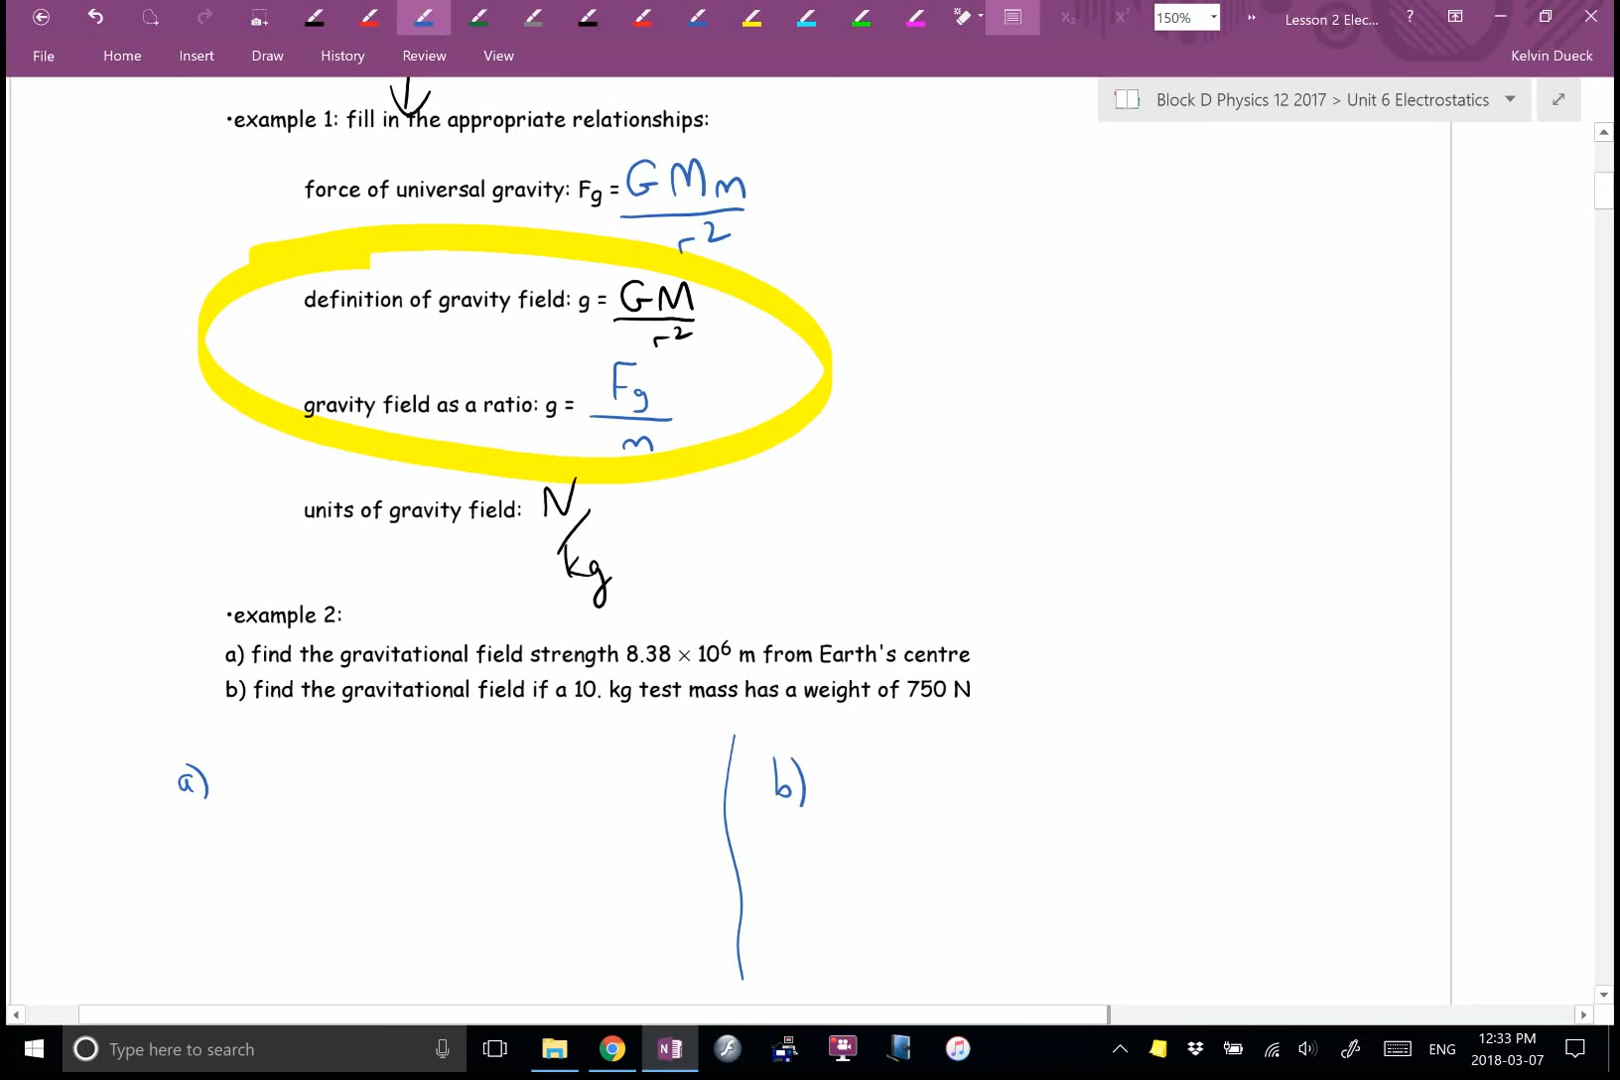 150%
Lesson 2 Elec...
?
File Home Insert Draw History Review View
Kelvin Dueck
Block D Physics 12 2017 > Unit 6 Electrostatics
•example 1: fill in the appropriate relationships:
force of universal gravity: Fg = GMm / r²
definition of gravity field: g = GM / r²
gravity field as a ratio: g = Fg / m
units of gravity field: N / kg
•example 2:
a) find the gravitational field strength 8.38 × 10⁶ m from Earth's centre
b) find the gravitational field if a 10. kg test mass has a weight of 750 N
a) b)
Type here to search
ENG
12:33 PM
2018-03-07